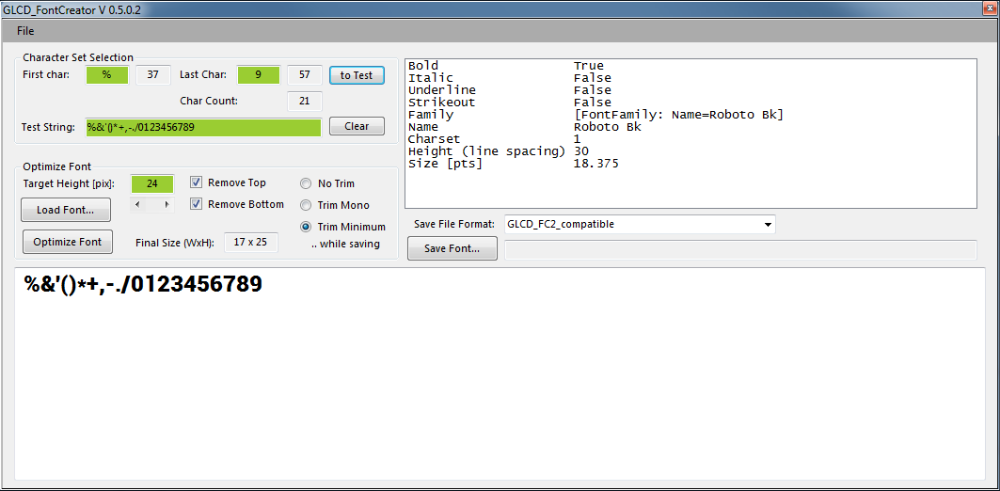 GLCD_FontCreator V 0.5.0.2
File
Character Set Selection
First char: % 37 Last Char: 9 57 to Test
Char Count: 21
Test String: %&'()*+,-./0123456789 Clear
Optimize Font
Target Height [pix]: 24 Remove Top No Trim
Load Font... Remove Bottom Trim Mono
Trim Minimum
Optimize Font Final Size (WxH): 17 x 25 .. while saving
Bold True
Italic False
Underline False
Strikeout False
Family [FontFamily: Name=Roboto Bk]
Name Roboto Bk
Charset 1
Height (line spacing) 30
Size [pts] 18.375
Save File Format: GLCD_FC2_compatible
Save Font...
%&'()*+,-./0123456789